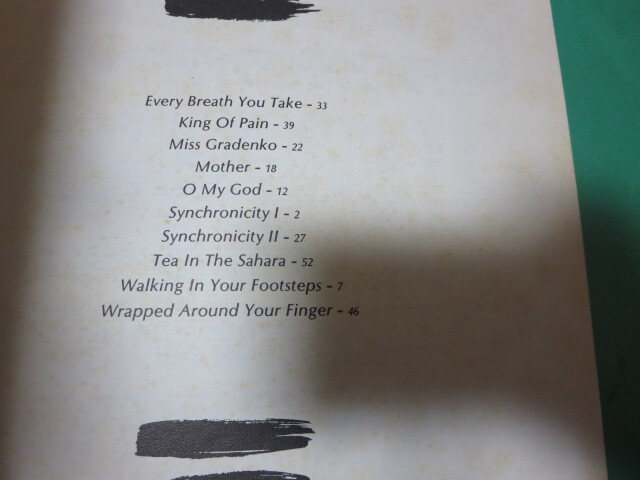 Every Breath You Take - 33
King Of Pain - 39
Miss Gradenko - 22
Mother - 18
O My God - 12
Synchronicity I - 2
Synchronicity II - 27
Tea In The Sahara - 52
Walking In Your Footsteps - 7
Wrapped Around Your Finger - 46